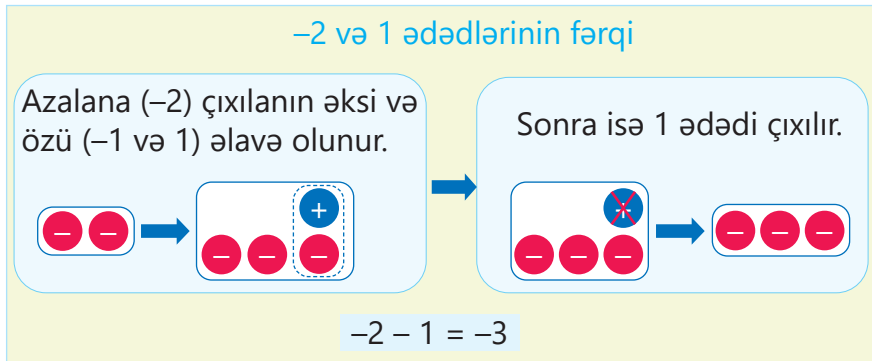 –2 və 1 ədədlərinin fərqi
Azalana (–2) çıxılanın əksi və
özü (–1 və 1) əlavə olunur.
Sonra isə 1 ədədi çıxılır.
– –
+
– – –
+
– – –
– – –
–2 – 1 = –3